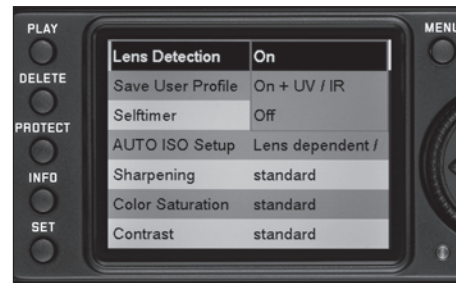 PLAY
MENU
DELETE
PROTECT
INFO
SET
Lens Detection On
Save User Profile On + UV / IR
Selftimer Off
AUTO ISO Setup Lens dependent /
Sharpening standard
Color Saturation standard
Contrast standard